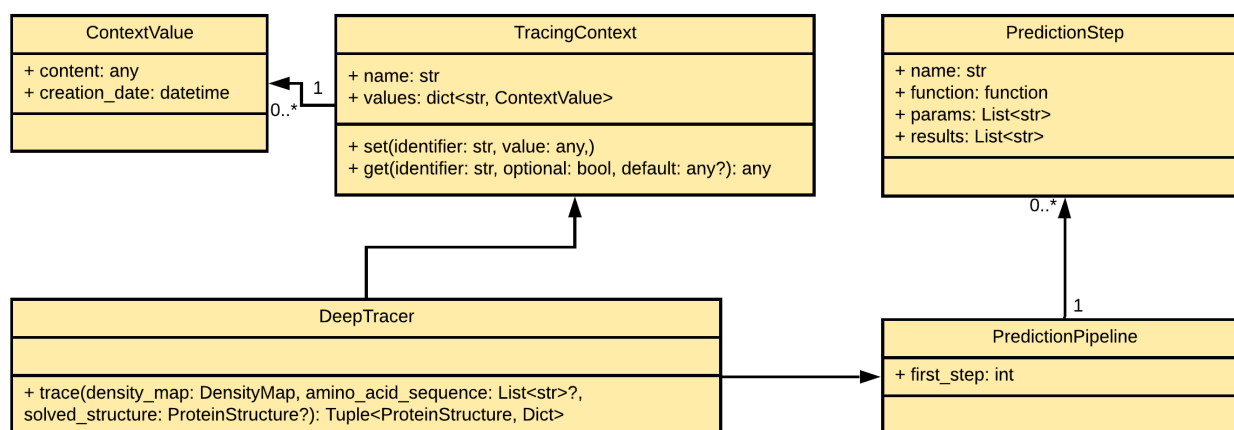 ContextValue
+ content: any
+ creation_date: datetime
1
0..*
TracingContext
+ name: str
+ values: dict<str, ContextValue>
+ set(identifier: str, value: any,)
+ get(identifier: str, optional: bool, default: any?): any
PredictionStep
+ name: str
+ function: function
+ params: List<str>
+ results: List<str>
0..*
1
DeepTracer
+ trace(density_map: DensityMap, amino_acid_sequence: List<str>?,
solved_structure: ProteinStructure?): Tuple<ProteinStructure, Dict>
PredictionPipeline
+ first_step: int